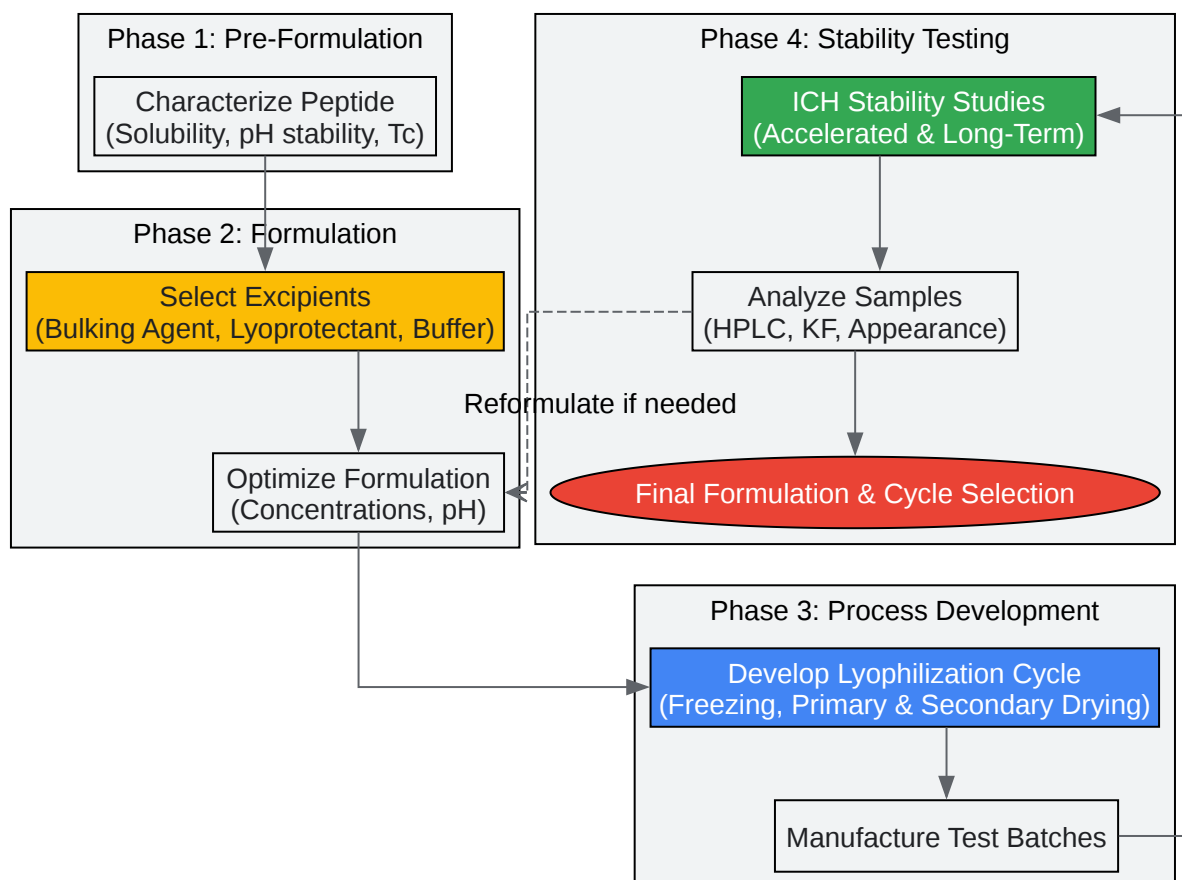 Phase 1: Pre-Formulation
Characterize Peptide
(Solubility, pH stability, Tc)
Phase 2: Formulation
Select Excipients
(Bulking Agent, Lyoprotectant, Buffer)
Optimize Formulation
(Concentrations, pH)
Reformulate if needed
Phase 4: Stability Testing
ICH Stability Studies
(Accelerated & Long-Term)
Analyze Samples
(HPLC, KF, Appearance)
Final Formulation & Cycle Selection
Phase 3: Process Development
Develop Lyophilization Cycle
(Freezing, Primary & Secondary Drying)
Manufacture Test Batches